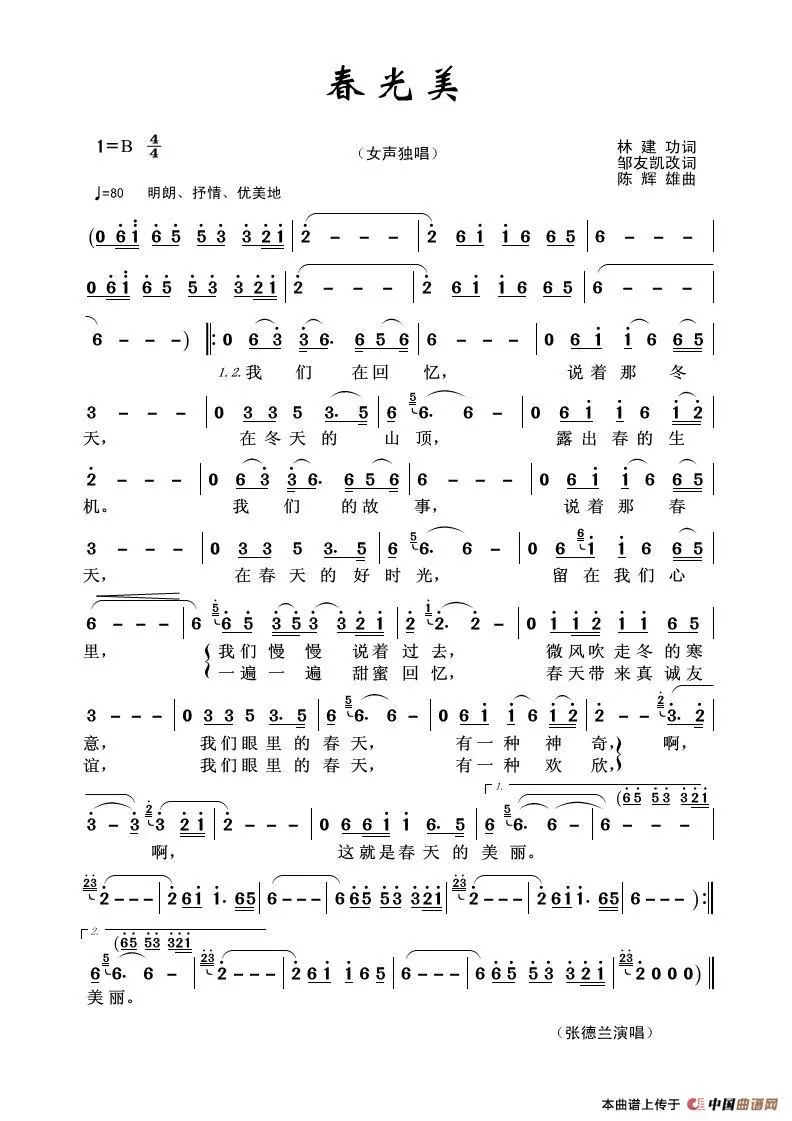 春光美
1=B 4/4
（女声独唱）
林 建 功词
邹友凯改词
陈 辉 雄曲
♩=80 明朗、抒情、优美地
(0 6 1 6 5 5 3 3 2 1 | 2 - - - | 2 6 1 1 6 6 5 | 6 - - - |
0 6 1 6 5 5 3 3 2 1 | 2 - - - | 2 6 1 1 6 6 5 | 6 - - -
6 - - -) ‖: 0 6 3 3 6. 6 5 6 | 6 - - - | 0 6 1 1 6 6 5 |
1. 2. 我 们 在回 忆， 说着那 冬
3 - - - | 0 3 3 5 3. 5 | 6 5 6. 6 - | 0 6 1 1 6 1 2 |
天， 在冬天的 山顶， 露出春的生
2 - - - | 0 6 3 3 6. 6 5 6 | 6 - - - | 0 6 1 1 6 6 5 |
机。 我 们 的故 事， 说着那 春
3 - - - | 0 3 3 5 3. 5 | 6 5 6. 6 - | 0 6 1 1 6 6 5 |
天， 在春天的好时光， 留在我们心
6 - - - | 6 5 6 5 3 5 3 3 2 1 | 2 1 2. 2 - | 0 1 1 2 1 6 6 5 |
里， 我们慢慢 说着过去， 微风吹走冬的寒
一遍一遍 甜蜜回忆， 春天带来真诚友
3 - - - | 0 3 3 5 3. 5 | 6 5 6. 6 - | 0 6 1 1 6 1 2 | 2 - - 2 3. |
意， 我们眼里的春天， 有一种神奇， 啊，
谊， 我们眼里的春天， 有一种欢欣，
1.
(6 5 5 3 3 2 1
3 - 3 2 3 2 1 | 2 - - - | 0 6 6 1 1 6. 5 | 6 5 6. 6 - |
啊， 这就是春天的美丽。
2 3 2 - - - | 2 6 1 1. 6 5 | 6 - - - | 6 6 5 5 3 3 2 1 | 2 3 2 - - - | 2 6 1 1. 6 5 | 6 - - -) :‖
2.
(6 5 5 3 3 2 1
6 5 6. 6 - | 2 3 2 - - - | 2 6 1 1 6 5 | 6 - - - | 6 6 5 5 3 3 2 1 | 2 3 2 0 0 0) ‖
美丽。
（张德兰演唱）
本曲谱上传于 中国曲谱网